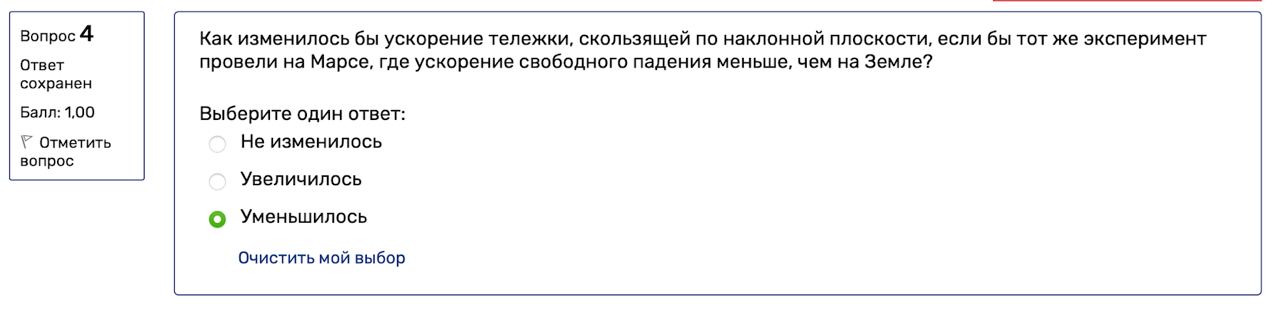 Вопрос 4
Ответ
сохранен
Балл: 1,00
Отметить
вопрос
Как изменилось бы ускорение тележки, скользящей по наклонной плоскости, если бы тот же эксперимент
провели на Марсе, где ускорение свободного падения меньше, чем на Земле?
Выберите один ответ:
Не изменилось
Увеличилось
Уменьшилось
Очистить мой выбор